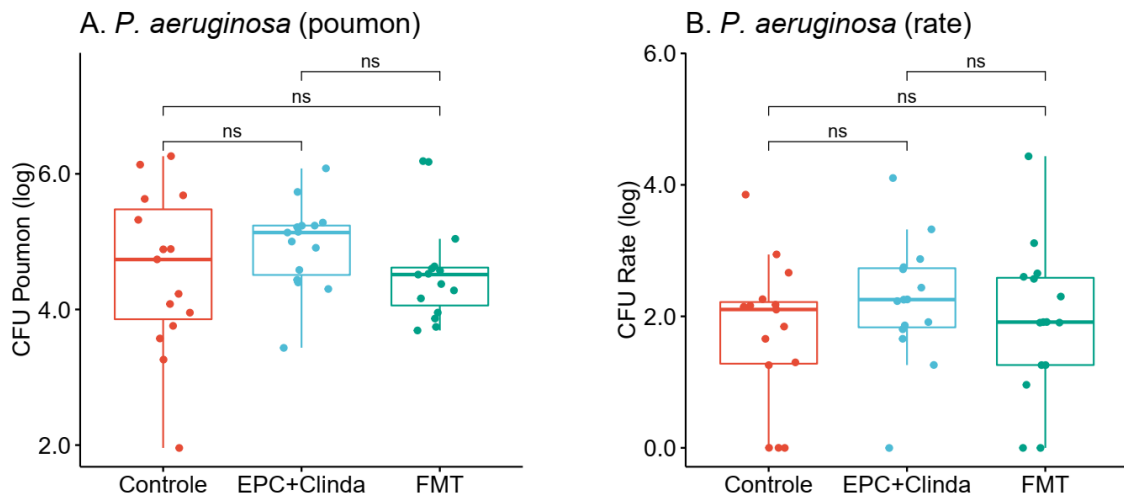 A. P. aeruginosa (poumon)
ns
ns
ns
CFU Poumon (log)
6.0
4.0
2.0
Controle EPC+Clinda FMT
B. P. aeruginosa (rate)
6.0
ns
ns
ns
CFU Rate (log)
4.0
2.0
0.0
Controle EPC+Clinda FMT